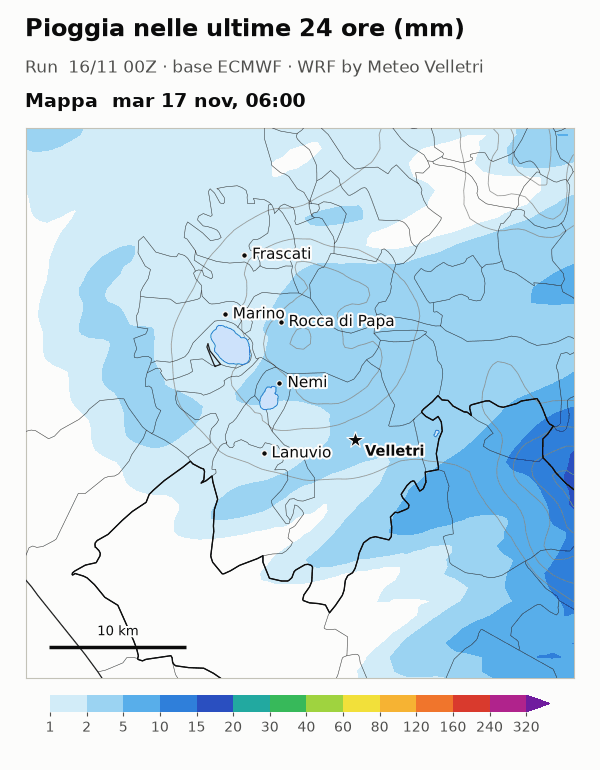 Pioggia nelle ultime 24 ore (mm)
Run 16/11 00Z · base ECMWF · WRF by Meteo Velletri
Mappa mar 17 nov, 06:00
Frascati
Marino
Rocca di Papa
Nemi
Velletri
Lanuvio
10 km
1 2 5 10 15 20 30 40 60 80 120 160 240 320